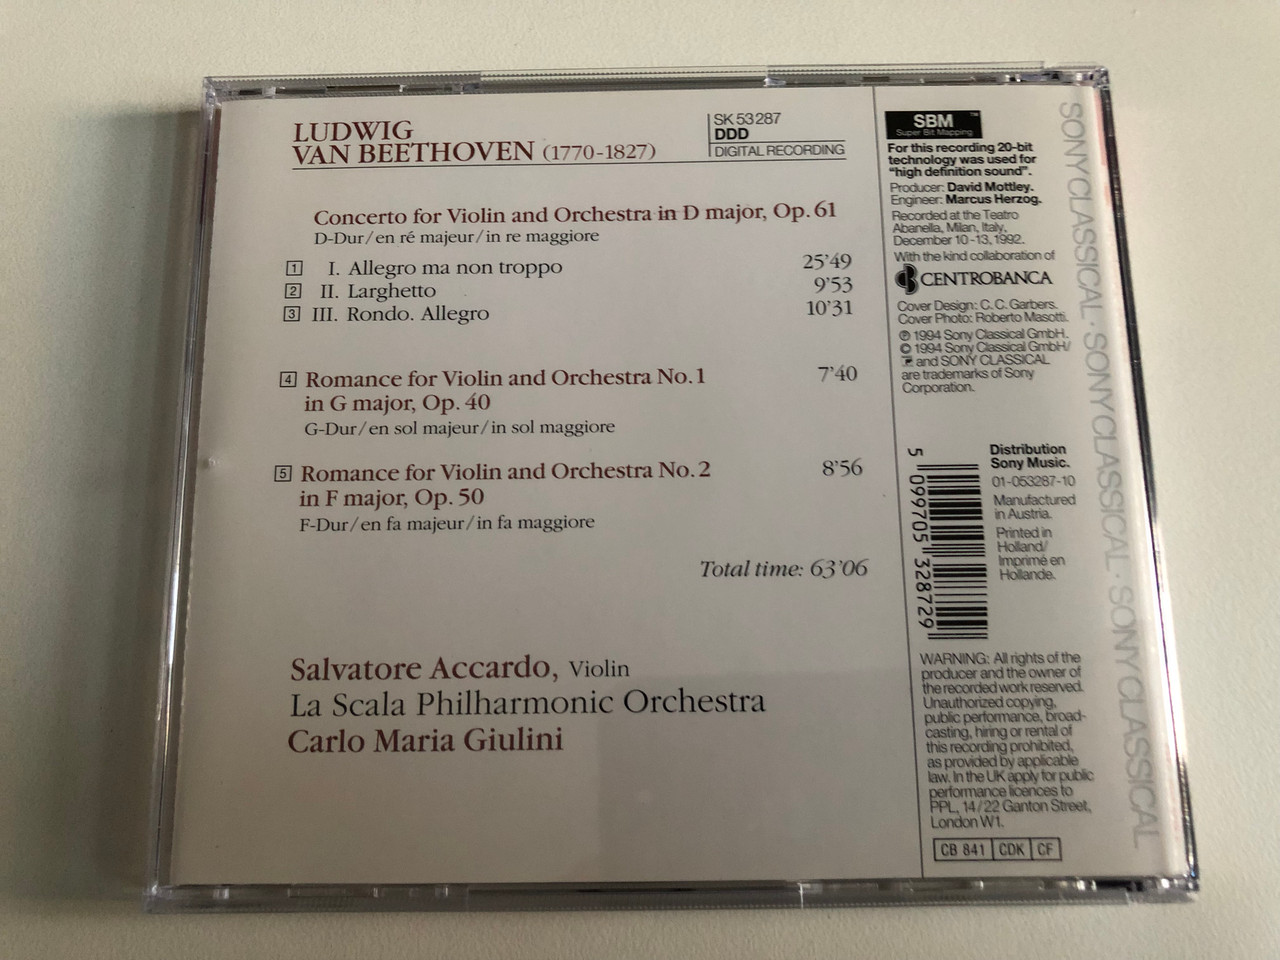 LUDWIG
VAN BEETHOVEN (1770-1827)
SK 53287
DDD
DIGITAL RECORDING
Concerto for Violin and Orchestra in D major, Op. 61
D-Dur/en ré majeur/in re maggiore
1 I. Allegro ma non troppo 25'49
2 II. Larghetto 9'53
3 III. Rondo. Allegro 10'31
4 Romance for Violin and Orchestra No. 1 7'40
in G major, Op. 40
G-Dur/en sol majeur/in sol maggiore
5 Romance for Violin and Orchestra No. 2 8'56
in F major, Op. 50
F-Dur/en fa majeur/in fa maggiore
Total time: 63'06
Salvatore Accardo, Violin
La Scala Philharmonic Orchestra
Carlo Maria Giulini
SBM™
Super Bit Mapping
For this recording 20-bit
technology was used for
"high definition sound".
Producer: David Mottley.
Engineer: Marcus Herzog.
Recorded at the Teatro
Abanella, Milan, Italy,
December 10-13, 1992.
With the kind collaboration of
CENTROBANCA
Cover Design: C. C. Garbers.
Cover Photo: Roberto Masotti.
℗ 1994 Sony Classical GmbH.
© 1994 Sony Classical GmbH/
and SONY CLASSICAL
are trademarks of Sony
Corporation.
5 099705 328729
Distribution
Sony Music.
01-053287-10
Manufactured
in Austria.
Printed in
Holland/
Imprimé en
Hollande.
WARNING: All rights of the
producer and the owner of
the recorded work reserved.
Unauthorized copying,
public performance, broad-
casting, hiring or rental of
this recording prohibited,
as provided by applicable
law. In the UK apply for public
performance licences to
PPL, 14/22 Ganton Street,
London W1.
CB 841 CDK CF
SONY CLASSICAL · SONY CLASSICAL · SONY CLASSICAL